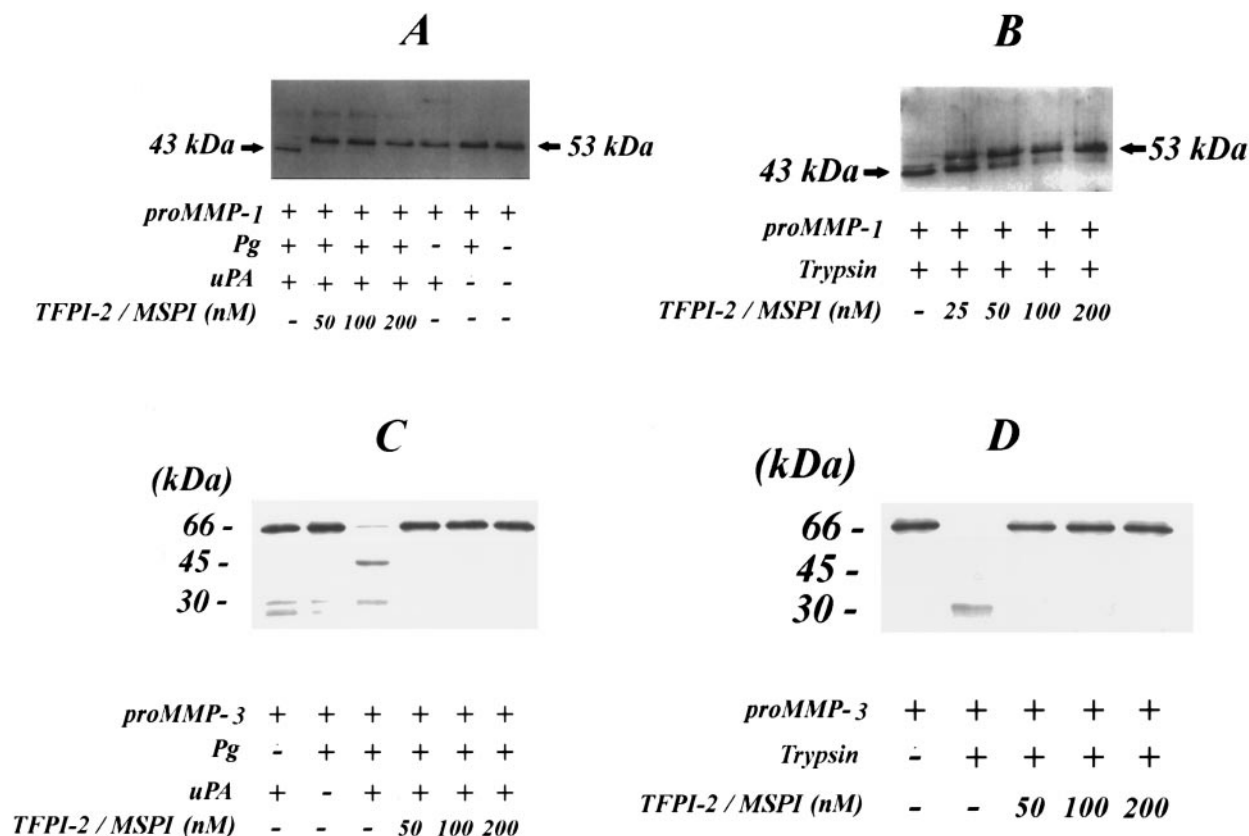 A
43 kDa
53 kDa
proMMP-1 + + + + + + +
Pg + + + + - + -
uPA + + + + + - -
TFPI-2 / MSPI (nM) - 50 100 200 - - -
B
43 kDa
53 kDa
proMMP-1 + + + + +
Trypsin + + + + +
TFPI-2 / MSPI (nM) - 25 50 100 200
C
(kDa)
66 -
45 -
30 -
proMMP-3 + + + + + +
Pg - + + + + +
uPA + - + + + +
TFPI-2 / MSPI (nM) - - - 50 100 200
D
(kDa)
66 -
45 -
30 -
proMMP-3 + + + + +
Trypsin - + + + +
TFPI-2 / MSPI (nM) - - 50 100 200